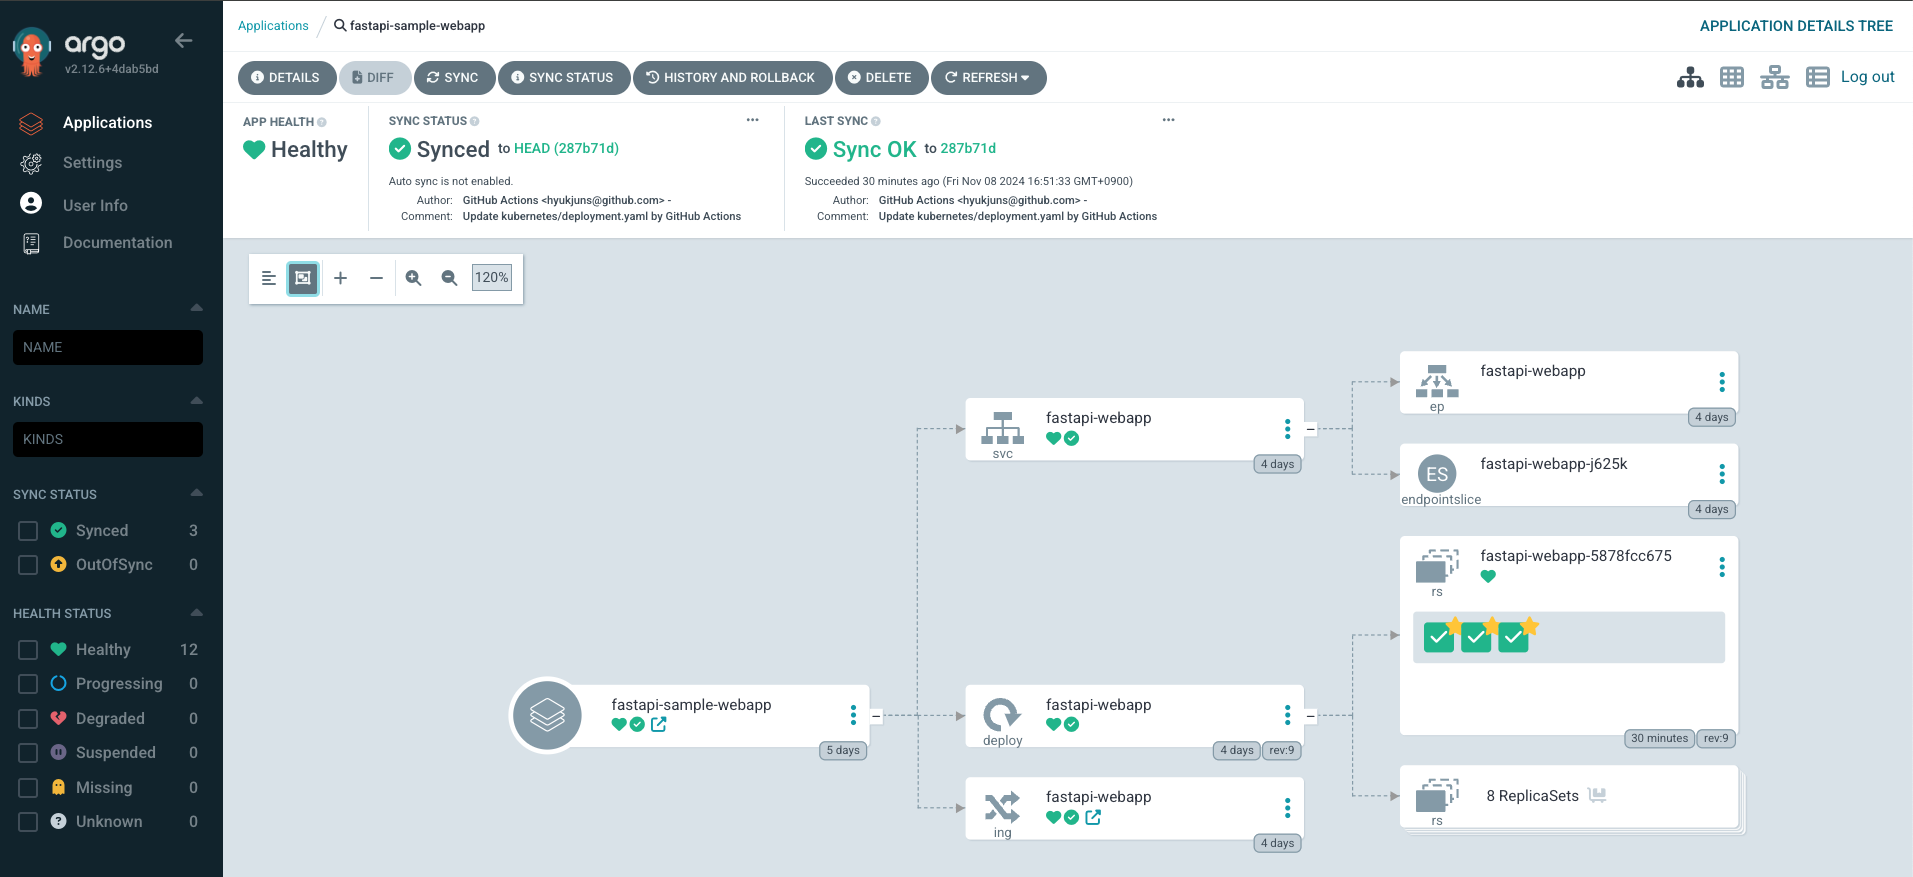 argo
v2.12.6+4dab5bd
Applications
Settings
User Info
Documentation
NAME
NAME
KINDS
KINDS
SYNC STATUS
Synced 3
OutOfSync 0
HEALTH STATUS
Healthy 12
Progressing 0
Degraded 0
Suspended 0
Missing 0
Unknown 0
Applications / fastapi-sample-webapp
APPLICATION DETAILS TREE
DETAILS DIFF SYNC SYNC STATUS HISTORY AND ROLLBACK DELETE REFRESH
Log out
APP HEALTH
Healthy
SYNC STATUS
Synced to HEAD (287b71d)
Auto sync is not enabled.
Author: GitHub Actions <hyukjuns@github.com> -
Comment: Update kubernetes/deployment.yaml by GitHub Actions
LAST SYNC
Sync OK to 287b71d
Succeeded 30 minutes ago (Fri Nov 08 2024 16:51:33 GMT+0900)
Author: GitHub Actions <hyukjuns@github.com> -
Comment: Update kubernetes/deployment.yaml by GitHub Actions
120%
fastapi-sample-webapp
5 days
fastapi-webapp
svc
4 days
fastapi-webapp
deploy
4 days rev:9
fastapi-webapp
ing
4 days
fastapi-webapp
ep
4 days
ES
fastapi-webapp-j625k
endpointslice
4 days
fastapi-webapp-5878fcc675
rs
30 minutes rev:9
8 ReplicaSets
rs